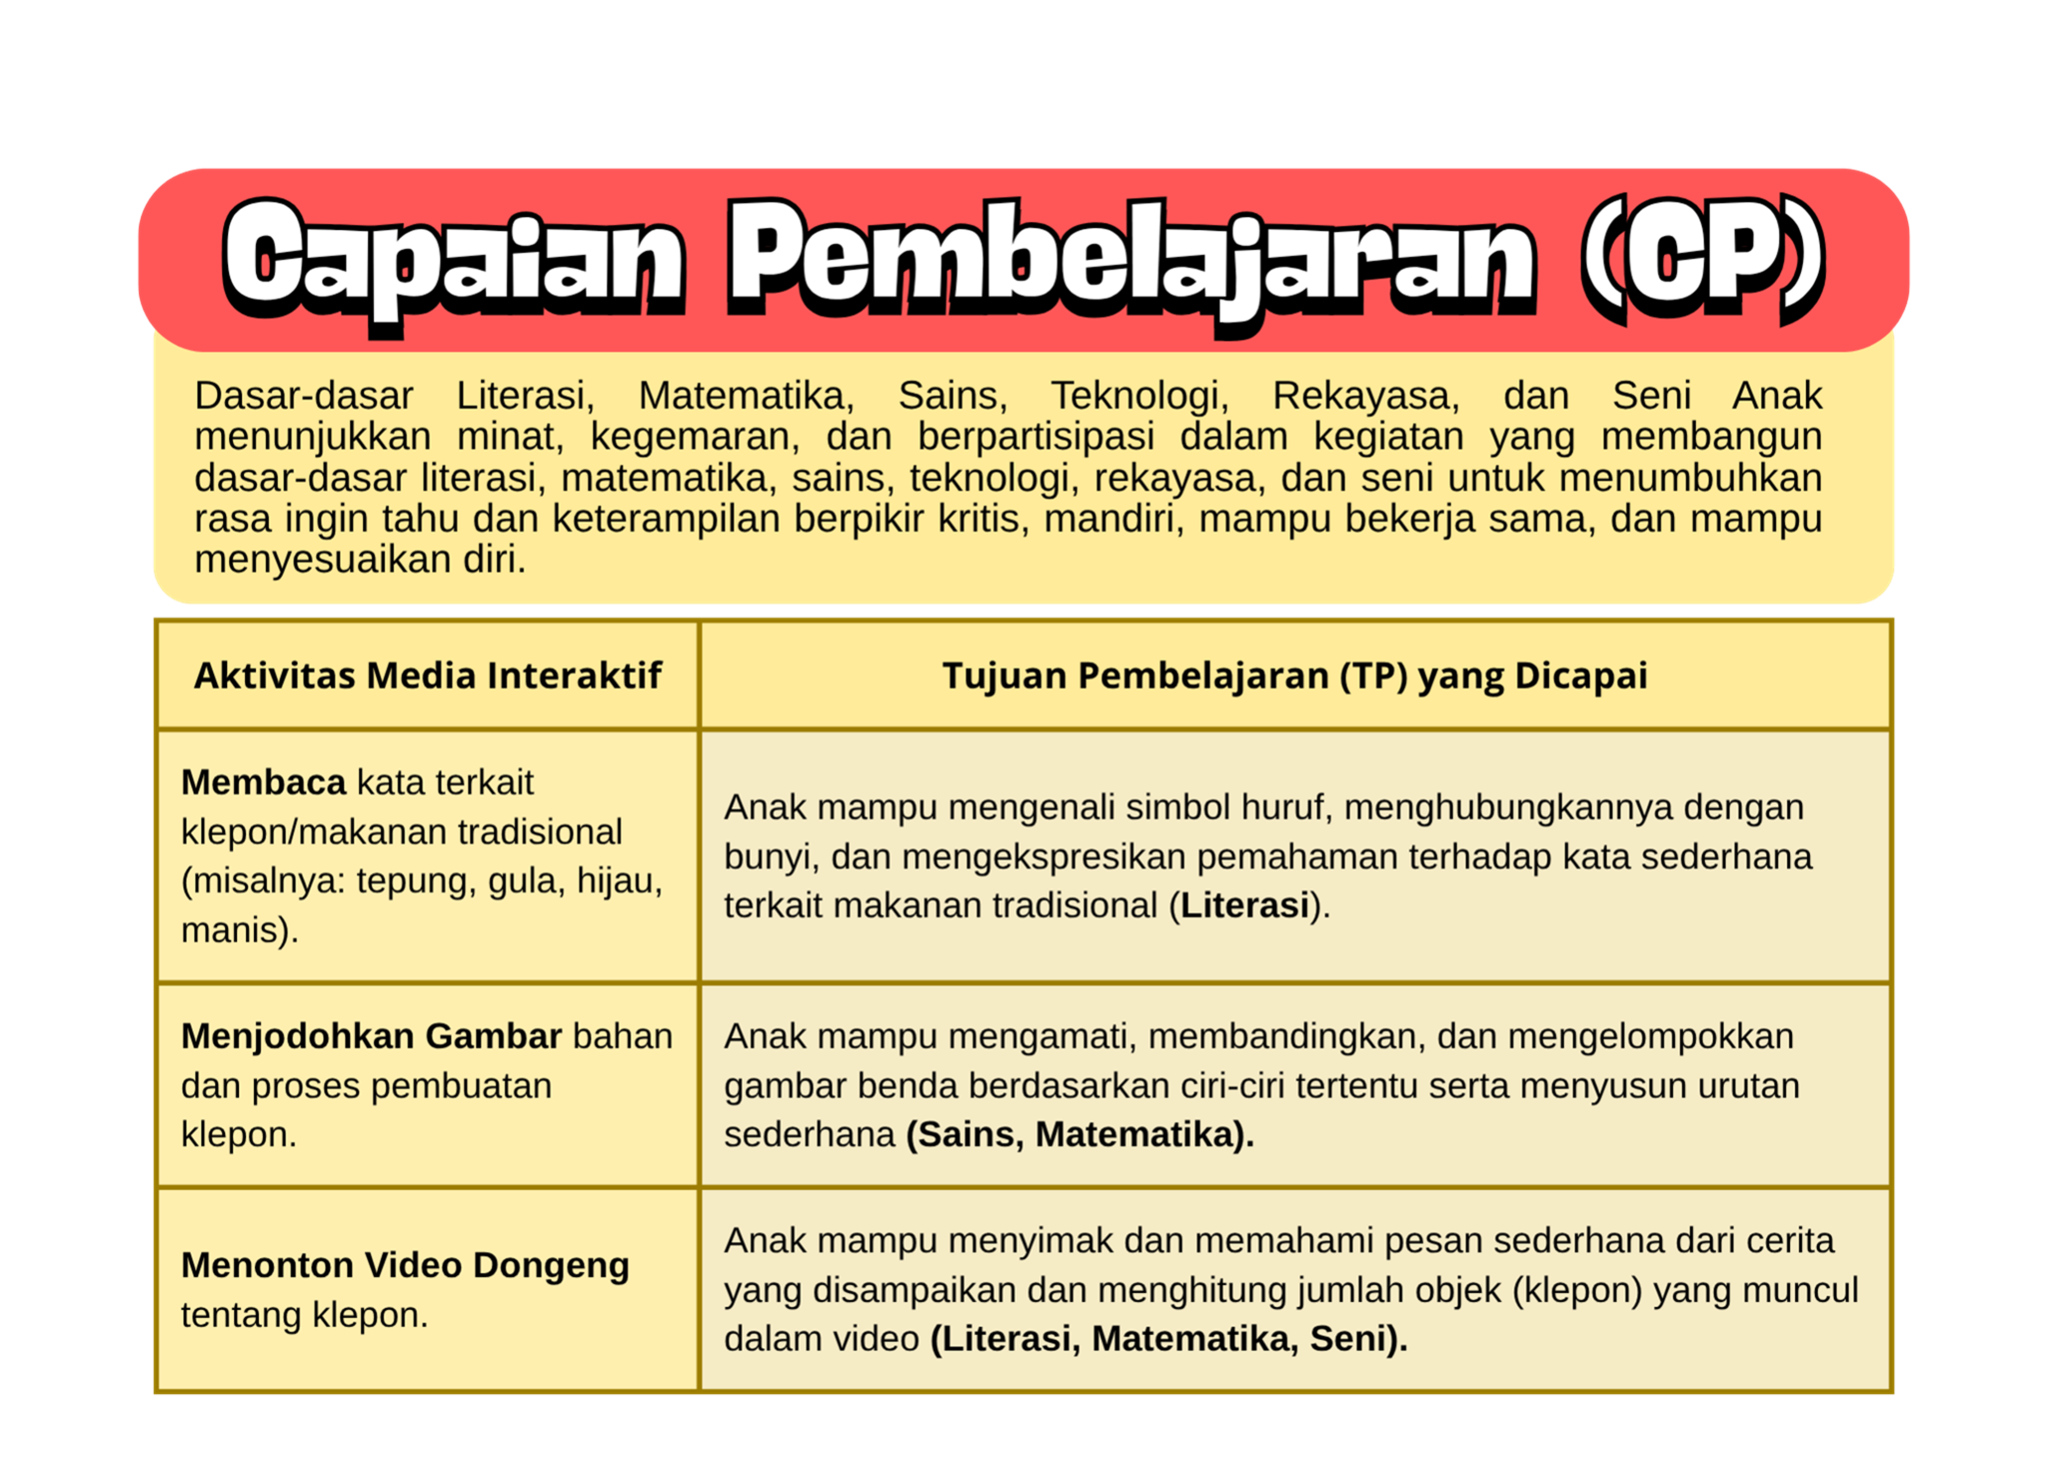 Capaian Pembelajaran (CP)
Dasar-dasar Literasi, Matematika, Sains, Teknologi, Rekayasa, dan Seni Anak
menunjukkan minat, kegemaran, dan berpartisipasi dalam kegiatan yang membangun
dasar-dasar literasi, matematika, sains, teknologi, rekayasa, dan seni untuk menumbuhkan
rasa ingin tahu dan keterampilan berpikir kritis, mandiri, mampu bekerja sama, dan mampu
menyesuaikan diri.
Aktivitas Media Interaktif
Tujuan Pembelajaran (TP) yang Dicapai
Membaca kata terkait
klepon/makanan tradisional
(misalnya: tepung, gula, hijau,
manis).
Anak mampu mengenali simbol huruf, menghubungkannya dengan
bunyi, dan mengekspresikan pemahaman terhadap kata sederhana
terkait makanan tradisional (Literasi).
Menjodohkan Gambar bahan
dan proses pembuatan
klepon.
Anak mampu mengamati, membandingkan, dan mengelompokkan
gambar benda berdasarkan ciri-ciri tertentu serta menyusun urutan
sederhana (Sains, Matematika).
Menonton Video Dongeng
tentang klepon.
Anak mampu menyimak dan memahami pesan sederhana dari cerita
yang disampaikan dan menghitung jumlah objek (klepon) yang muncul
dalam video (Literasi, Matematika, Seni).